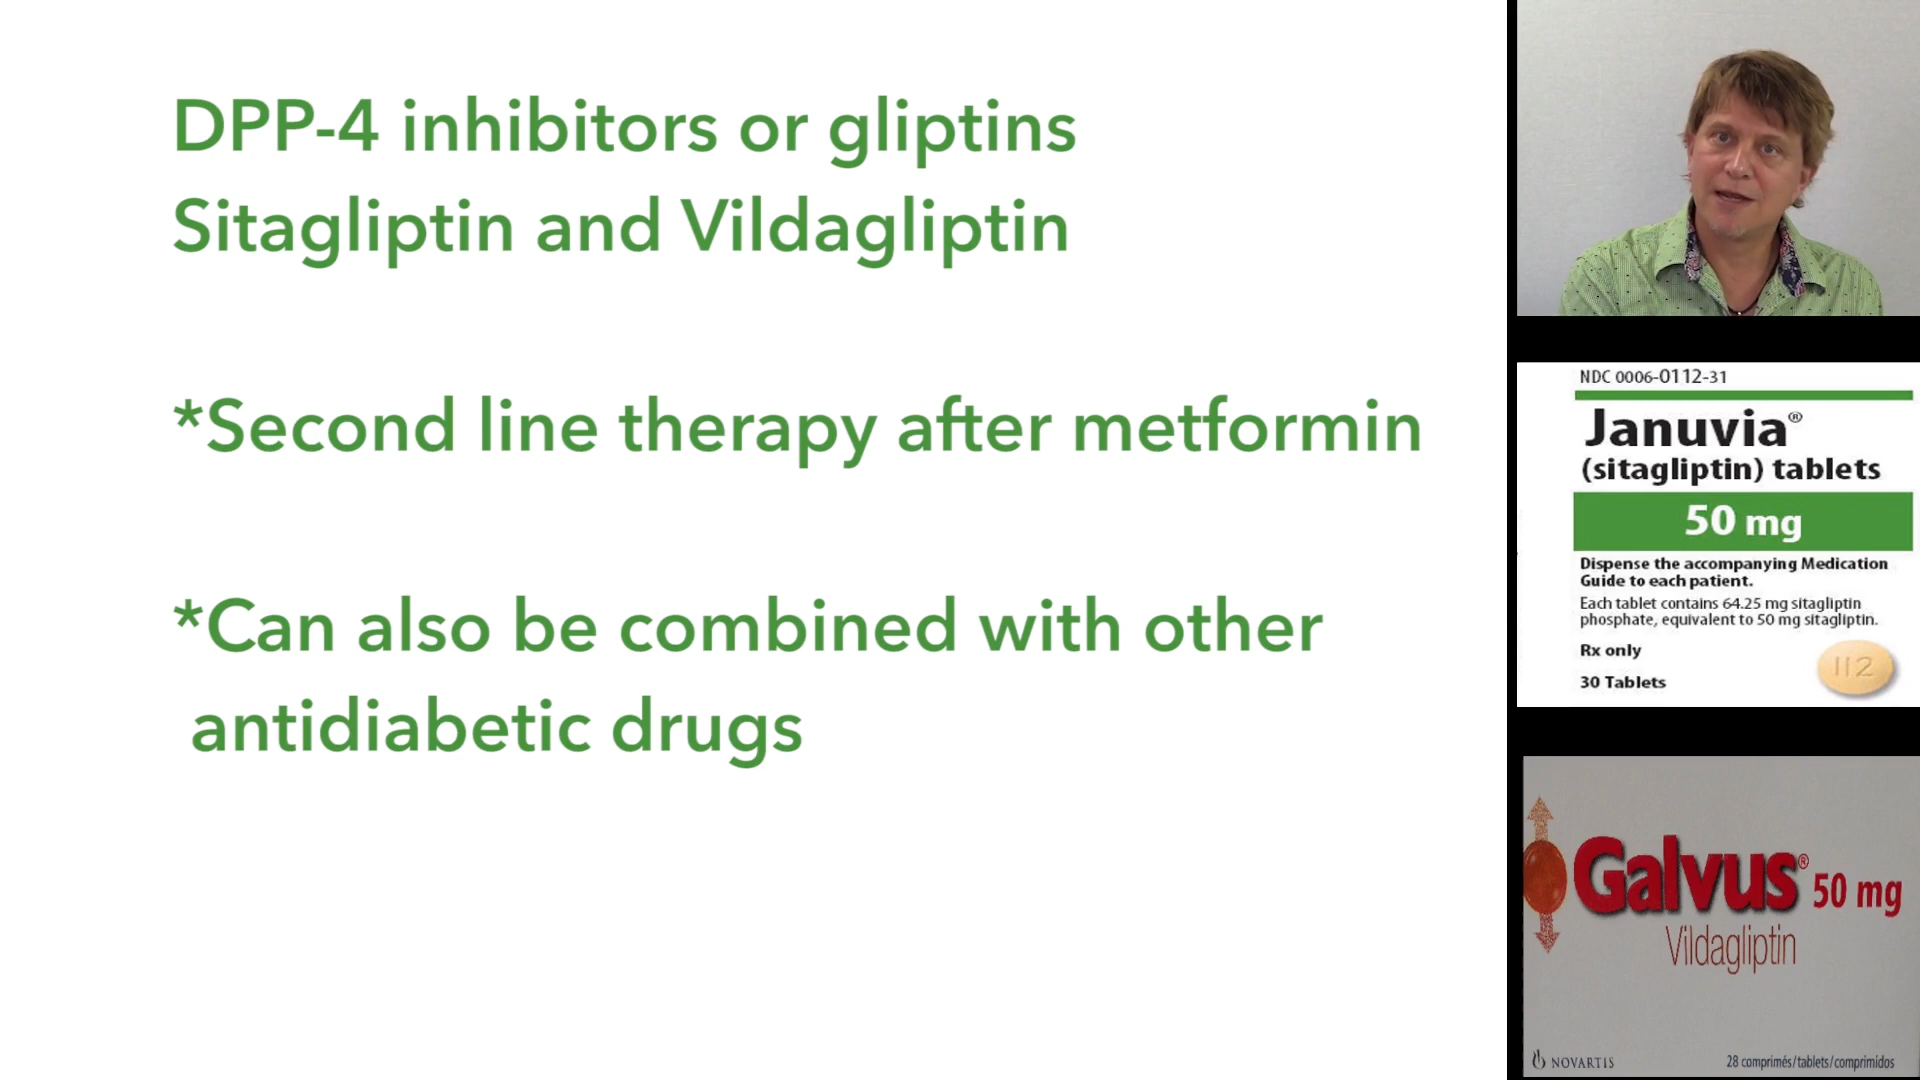 DPP-4 inhibitors or gliptins
Sitagliptin and Vildagliptin
*Second line therapy after metformin
*Can also be combined with other
antidiabetic drugs
NDC 0006-0112-31
Januvia®
(sitagliptin) tablets
50 mg
Dispense the accompanying Medication
Guide to each patient.
Each tablet contains 64.25 mg sitagliptin
phosphate, equivalent to 50 mg sitagliptin.
Rx only
30 Tablets
112
Galvus® 50 mg
Vildagliptin
NOVARTIS
28 comprimés/tablets/comprimidos